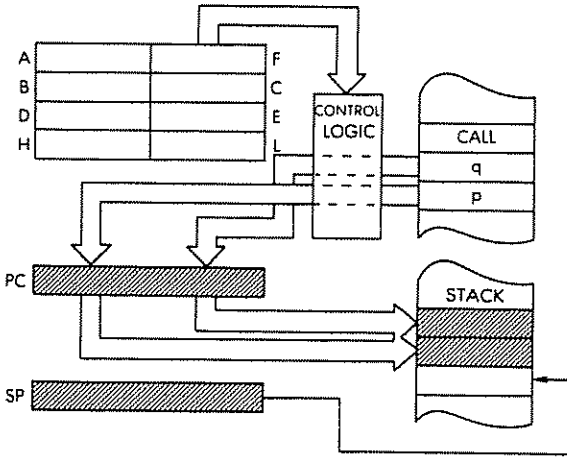 A F
B C
D E
H L
CONTROL
LOGIC
CALL
q
p
PC
STACK
SP